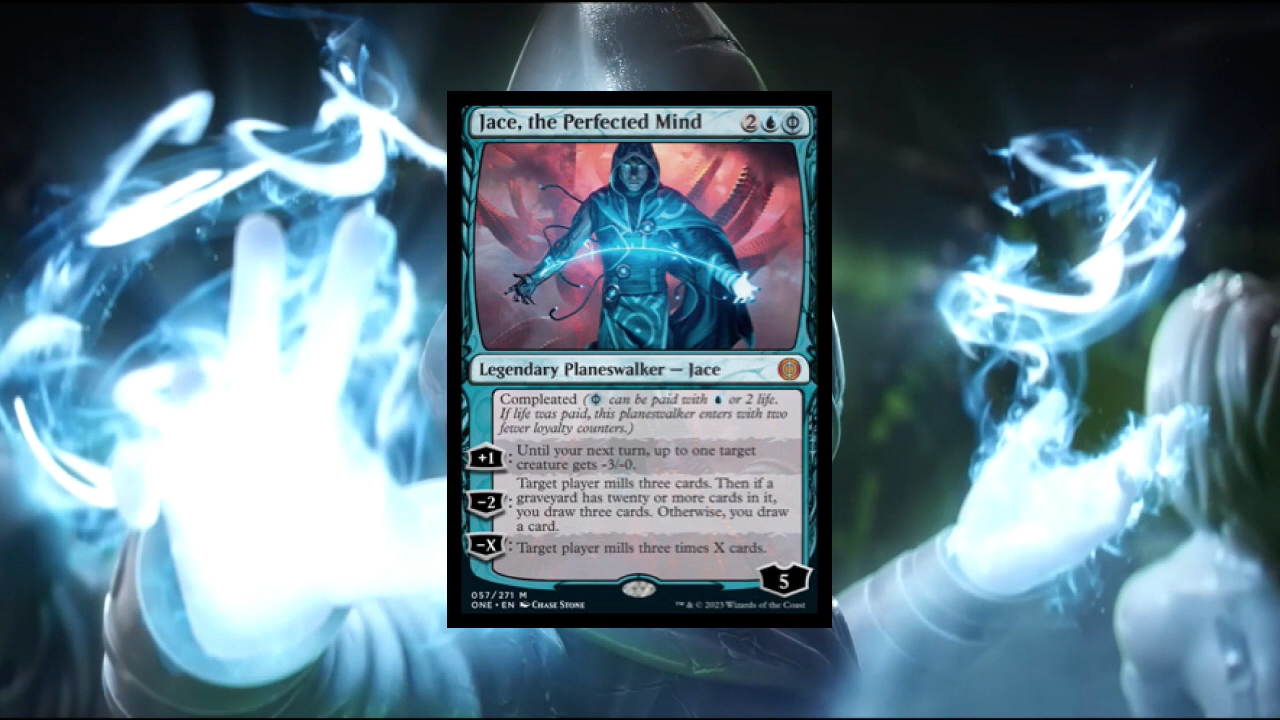 Jace, the Perfected Mind 2
Legendary Planeswalker — Jace
Compleated ( can be paid with or 2 life.
If life was paid, this planeswalker enters with two
fewer loyalty counters.)
+1: Until your next turn, up to one target
creature gets -3/-0.
−2: Target player mills three cards. Then if a
graveyard has twenty or more cards in it,
you draw three cards. Otherwise, you draw
a card.
−X: Target player mills three times X cards.
5
057/271 M
ONE • EN Chase Stone
™ & © 2023 Wizards of the Coast